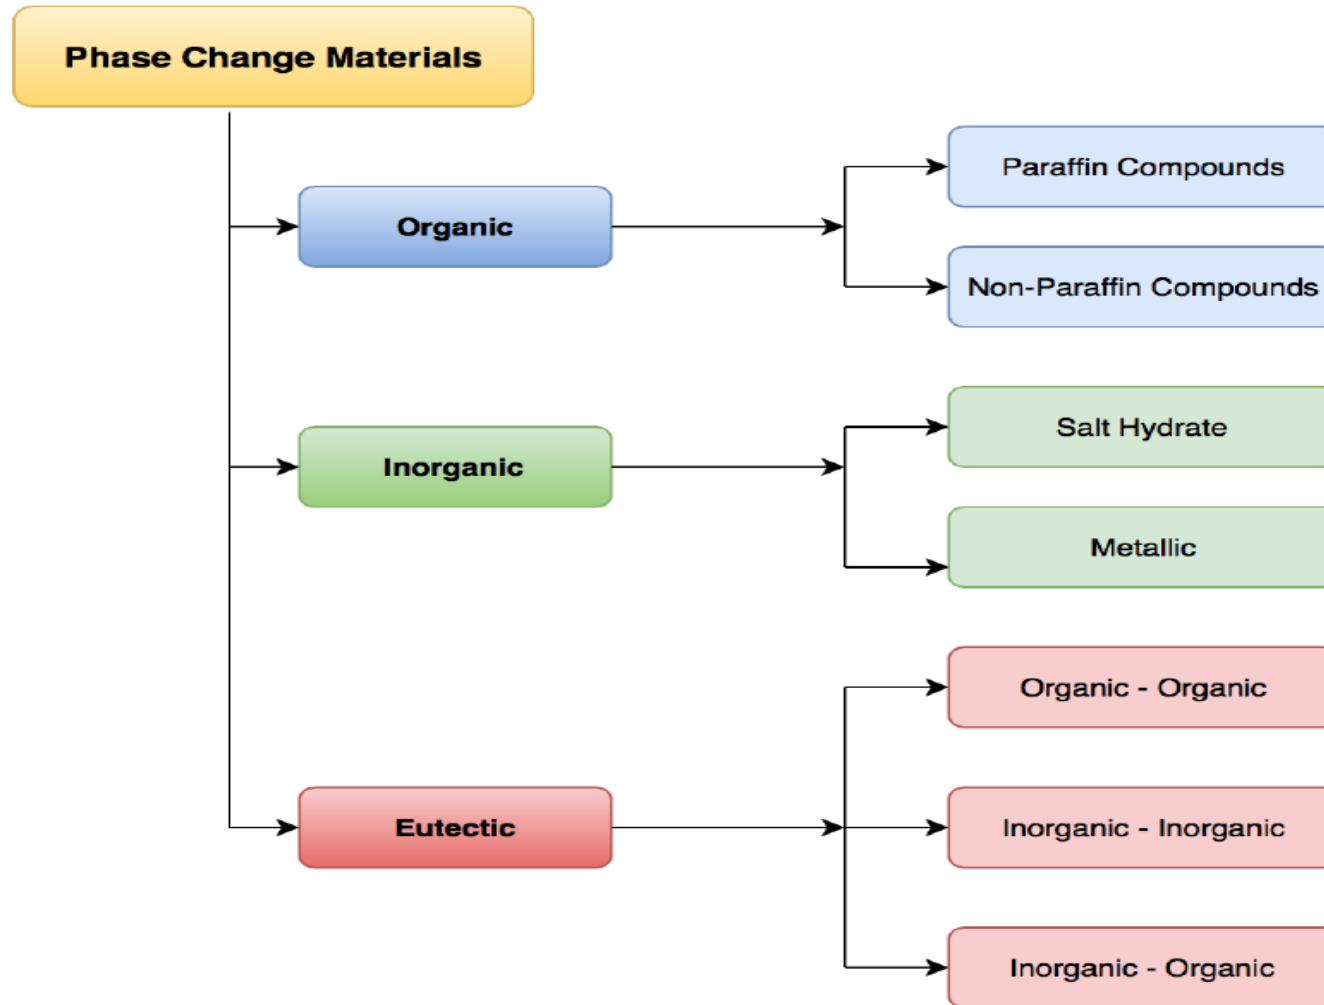 Phase Change Materials
Organic
Paraffin Compounds
Non-Paraffin Compounds
Inorganic
Salt Hydrate
Metallic
Eutectic
Organic - Organic
Inorganic - Inorganic
Inorganic - Organic